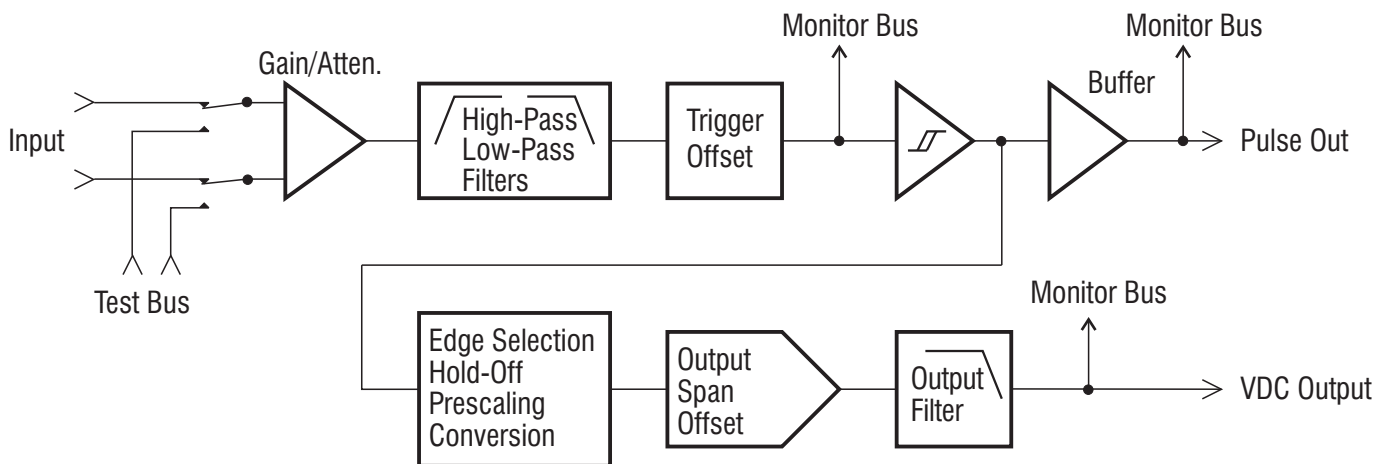 Monitor Bus
Monitor Bus
Gain/Atten.
Buffer
Input
High-Pass
Low-Pass
Filters
Trigger
Offset
Pulse Out
Test Bus
Monitor Bus
Edge Selection
Hold-Off
Prescaling
Conversion
Output
Span
Offset
Output
Filter
VDC Output